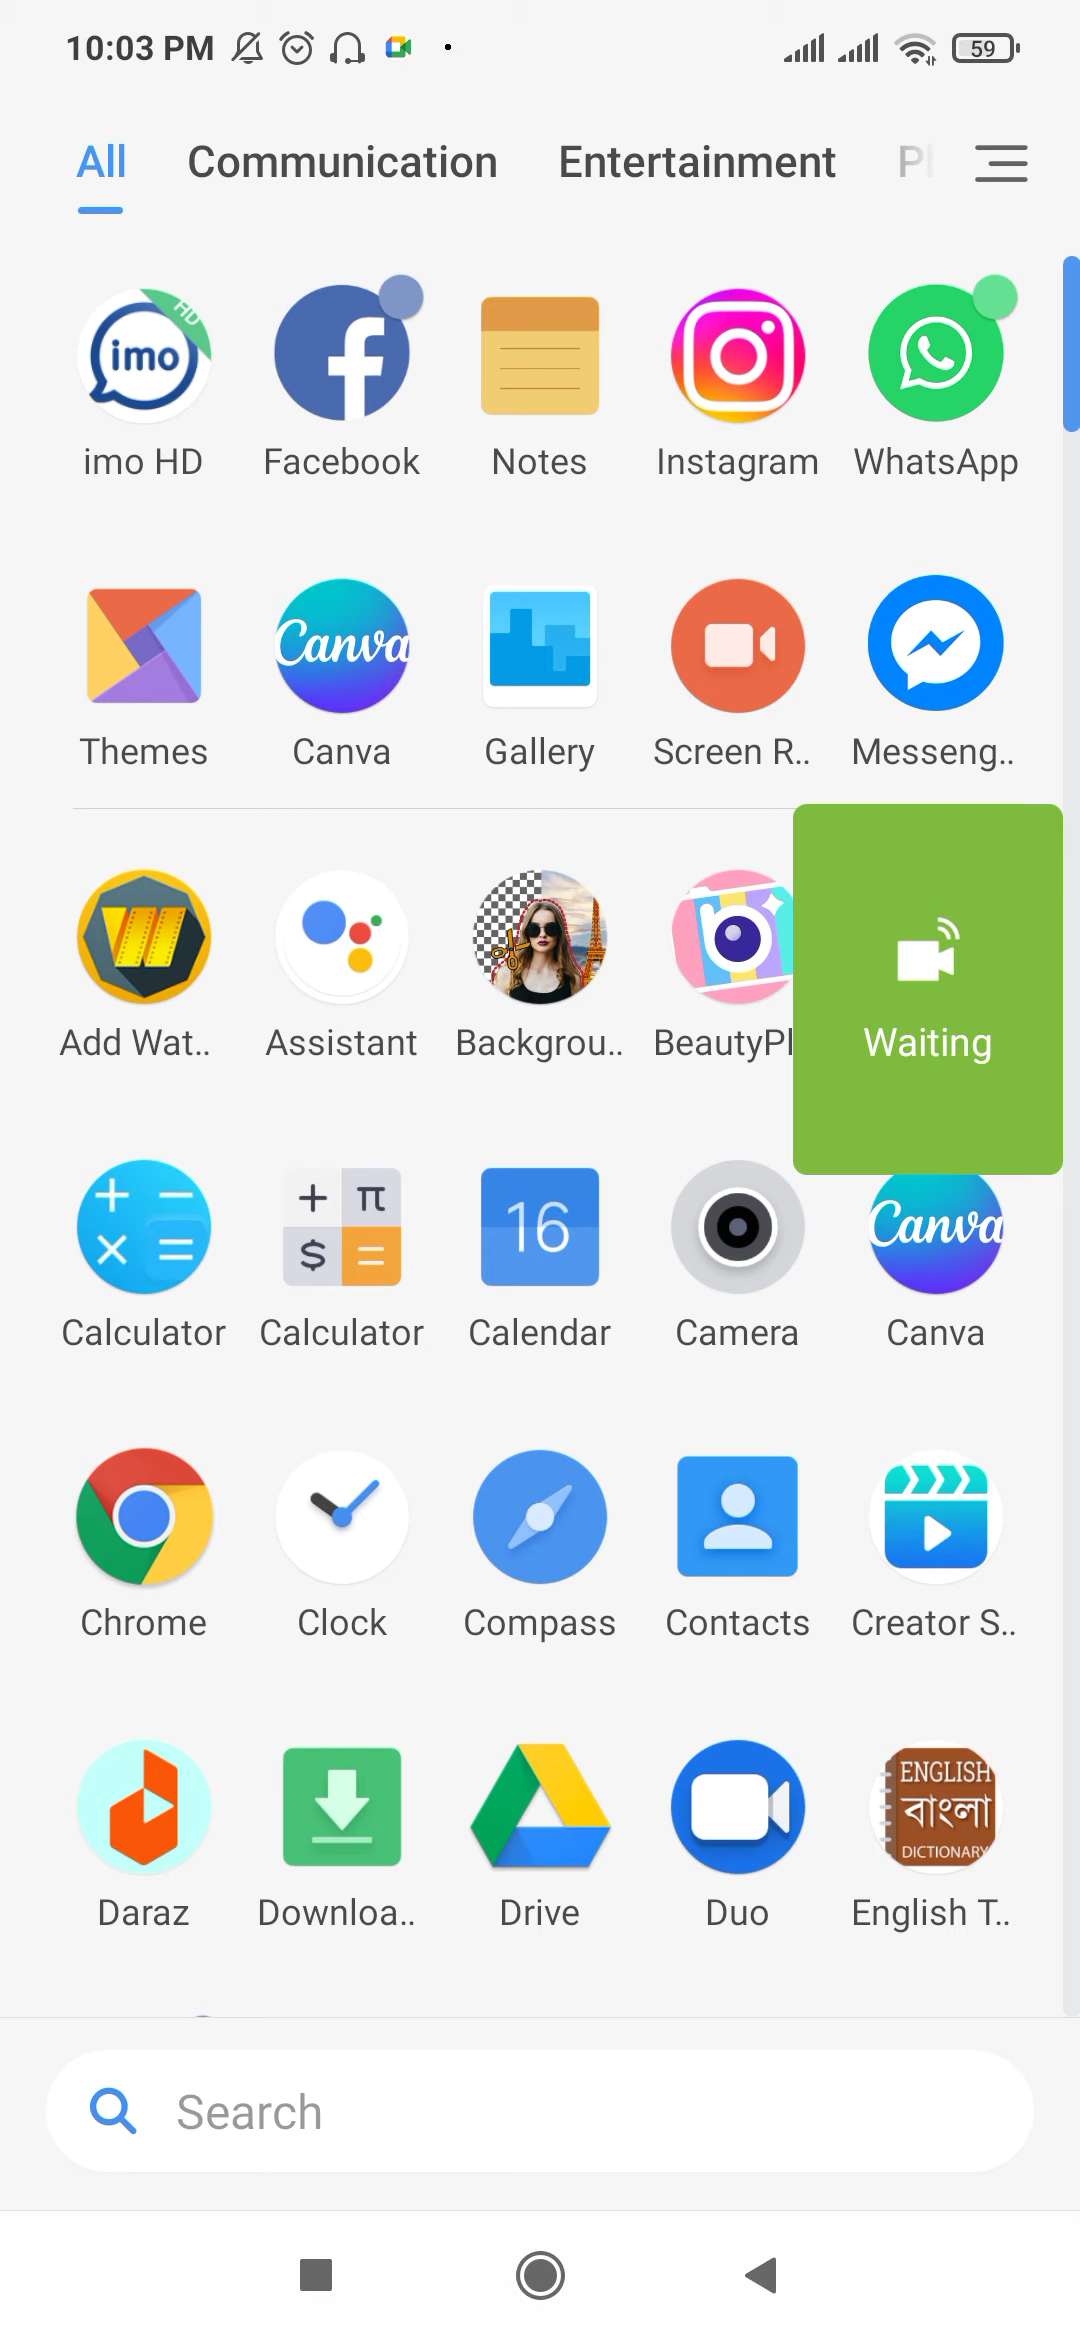 10:03 PM 59
All Communication Entertainment
HD
imo
imo HD Facebook Notes Instagram WhatsApp
Canva
Themes Canva Gallery Screen R.. Messeng..
Add Wat.. Assistant Backgrou.. BeautyPl
Waiting
+ − × = + π $ = 16 Canva
Calculator Calculator Calendar Camera Canva
Chrome Clock Compass Contacts Creator S..
ENGLISH
বাংলা
DICTIONARY
Daraz Downloa.. Drive Duo English T..
Search